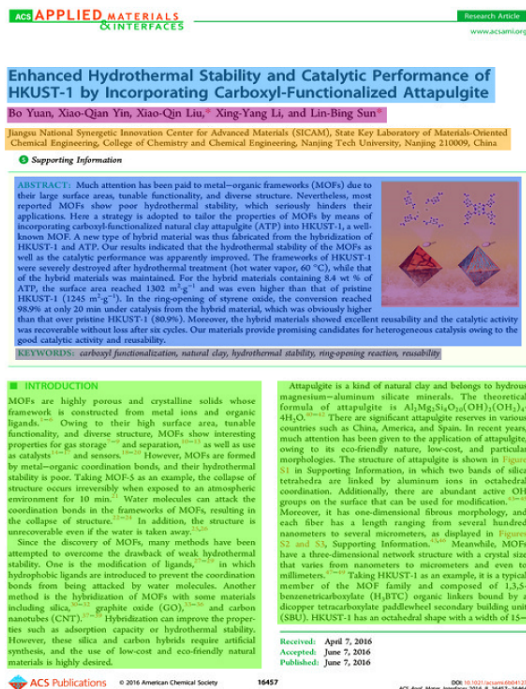 ACS APPLIED MATERIALS
& INTERFACES
Research Article
www.acsami.org
Enhanced Hydrothermal Stability and Catalytic Performance of
HKUST-1 by Incorporating Carboxyl-Functionalized Attapulgite
Bo Yuan, Xiao-Qian Yin, Xiao-Qin Liu,* Xing-Yang Li, and Lin-Bing Sun*
Jiangsu National Synergetic Innovation Center for Advanced Materials (SICAM), State Key Laboratory of Materials-Oriented
Chemical Engineering, College of Chemistry and Chemical Engineering, Nanjing Tech University, Nanjing 210009, China
S Supporting Information
ABSTRACT: Much attention has been paid to metal−organic frameworks (MOFs) due to
their large surface areas, tunable functionality, and diverse structure. Nevertheless, most
reported MOFs show poor hydrothermal stability, which seriously hinders their
applications. Here a strategy is adopted to tailor the properties of MOFs by means of
incorporating carboxyl-functionalized natural clay attapulgite (ATP) into HKUST-1, a well-
known MOF. A new type of hybrid material was thus fabricated from the hybridization of
HKUST-1 and ATP. Our results indicated that the hydrothermal stability of the MOFs as
well as the catalytic performance was apparently improved. The frameworks of HKUST-1
were severely destroyed after hydrothermal treatment (hot water vapor, 60 °C), while that
of the hybrid materials was maintained. For the hybrid materials containing 8.4 wt % of
ATP, the surface area reached 1302 m²·g⁻¹ and was even higher than that of pristine
HKUST-1 (1245 m²·g⁻¹). In the ring-opening of styrene oxide, the conversion reached
98.9% at only 20 min under catalysis from the hybrid material, which was obviously higher
than that over pristine HKUST-1 (80.9%). Moreover, the hybrid materials showed excellent reusability and the catalytic activity
was recoverable without loss after six cycles. Our materials provide promising candidates for heterogeneous catalysis owing to the
good catalytic activity and reusability.
KEYWORDS: carboxyl functionalization, natural clay, hydrothermal stability, ring-opening reaction, reusability
INTRODUCTION
MOFs are highly porous and crystalline solids whose
framework is constructed from metal ions and organic
ligands. Owing to their high surface area, tunable
functionality, and diverse structure, MOFs show interesting
properties for gas storage and separation, as well as use
as catalysts and sensors. However, MOFs are formed
by metal−organic coordination bonds, and their hydrothermal
stability is poor. Taking MOF-5 as an example, the collapse of
structure occurs irreversibly when exposed to an atmospheric
environment for 10 min. Water molecules can attack the
coordination bonds in the frameworks of MOFs, resulting in
the collapse of structure. In addition, the structure is
unrecoverable even if the water is taken away.
Since the discovery of MOFs, many methods have been
attempted to overcome the drawback of weak hydrothermal
stability. One is the modification of ligands, in which
hydrophobic ligands are introduced to prevent the coordination
bonds from being attacked by water molecules. Another
method is the hybridization of MOFs with some materials
including silica, graphite oxide (GO), and carbon
nanotubes (CNT). Hybridization can improve the proper-
ties such as adsorption capacity or hydrothermal stability.
However, these silica and carbon hybrids require artificial
synthesis, and the use of low-cost and eco-friendly natural
materials is highly desired.
Attapulgite is a kind of natural clay and belongs to hydrous
magnesium−aluminum silicate minerals. The theoretical
formula of attapulgite is
There are significant attapulgite reserves in various
countries such as China, America, and Spain. In recent years,
much attention has been given to the application of attapulgite
owing to its eco-friendly nature, low-cost, and particular
morphologies. The structure of attapulgite is shown in Figure
S1 in Supporting Information, in which two bands of silica
tetrahedra are linked by aluminum ions in octahedral
coordination. Additionally, there are abundant active OH
groups on the surface that can be used for modification.
Moreover, it has one-dimensional fibrous morphology, and
each fiber has a length ranging from several hundred
nanometers to several micrometers, as displayed in Figures
S2 and S3, Supporting Information. Meanwhile, MOFs
have a three-dimensional network structure with a crystal size
that varies from nanometers to micrometers and even to
millimeters. Taking HKUST-1 as an example, it is a typical
member of the MOF family and composed of 1,3,5-
benzenetricarboxylate (H₃BTC) organic linkers bound by a
dicopper tetracarboxylate paddlewheel secondary building unit
(SBU). HKUST-1 has an octahedral shape with a width of 15−
Received: April 7, 2016
Accepted: June 7, 2016
Published: June 7, 2016
ACS Publications © 2016 American Chemical Society
16457